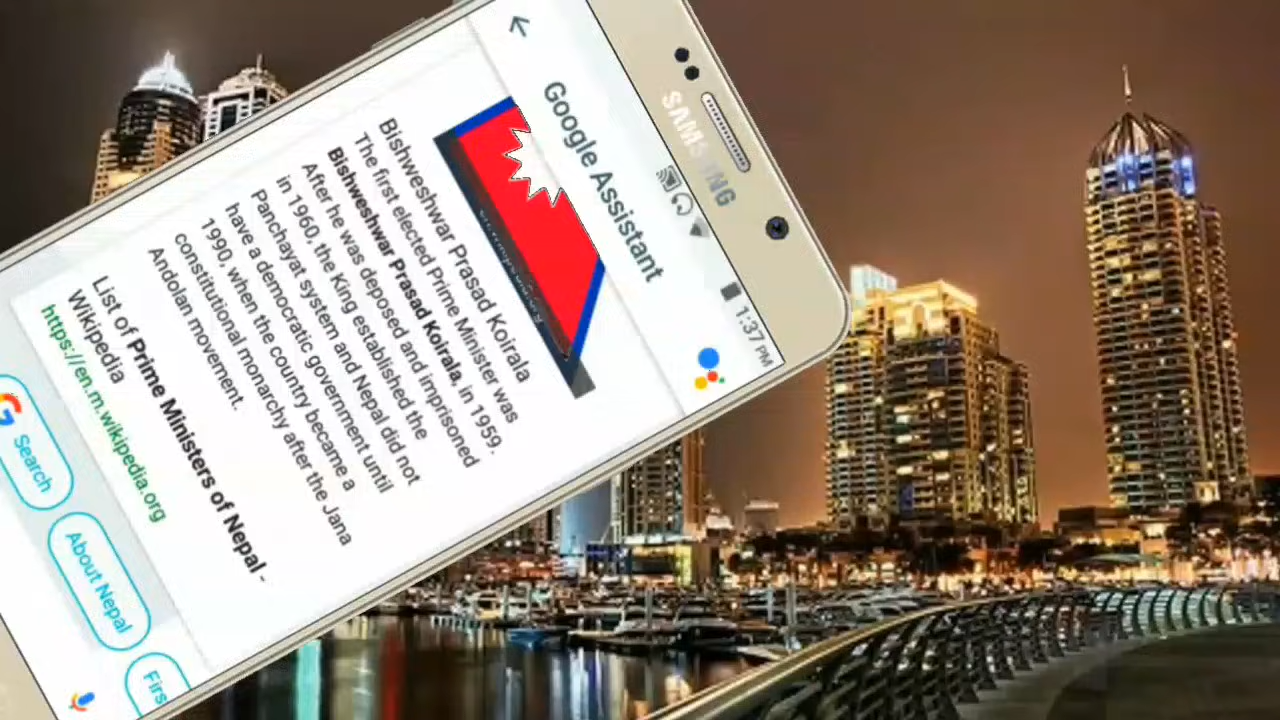 SAMSUNG
1:37 PM
Google Assistant
Bishweshwar Prasad Koirala
The first elected Prime Minister was
Bishweshwar Prasad Koirala, in 1959.
After he was deposed and imprisoned
in 1960, the King established the
Panchayat system and Nepal did not
have a democratic government until
1990, when the country became a
constitutional monarchy after the Jana
Andolan movement.
List of Prime Ministers of Nepal -
Wikipedia
https://en.m.wikipedia.org
Search
About Nepal
Firs